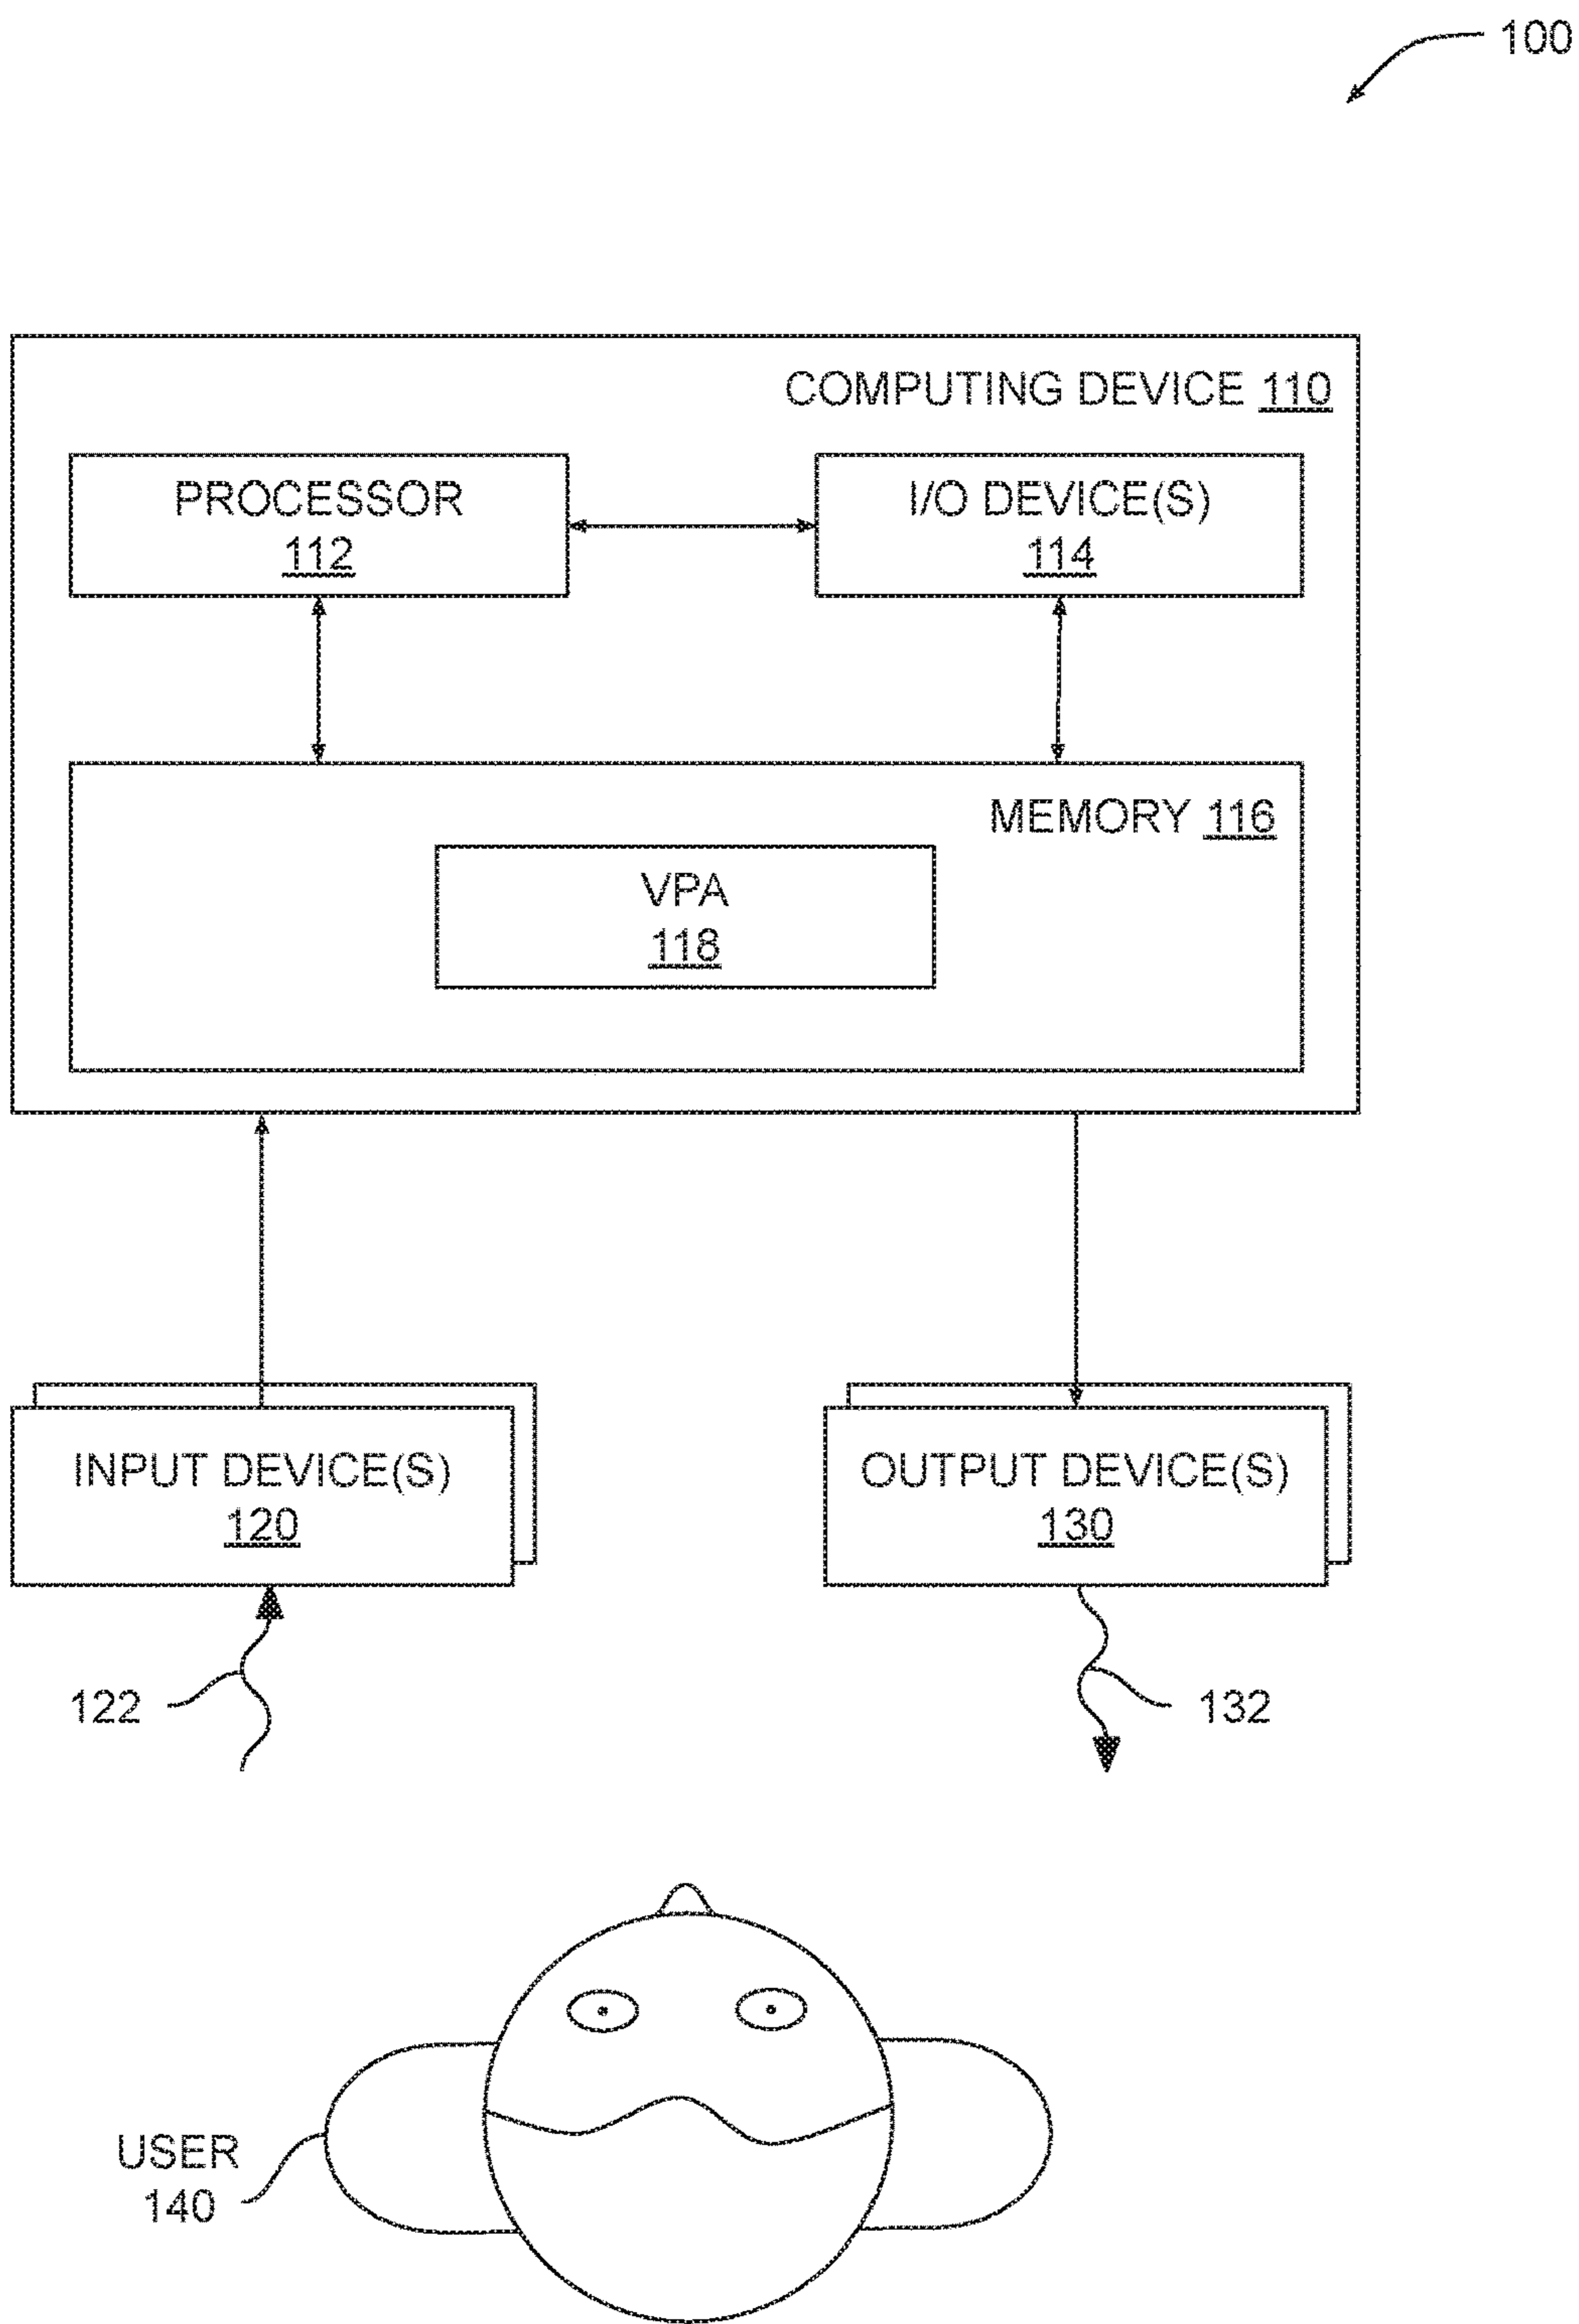 100
COMPUTING DEVICE 110
PROCESSOR
112
I/O DEVICE(S)
114
MEMORY 116
VPA
118
INPUT DEVICE(S)
120
OUTPUT DEVICE(S)
130
122
132
USER
140